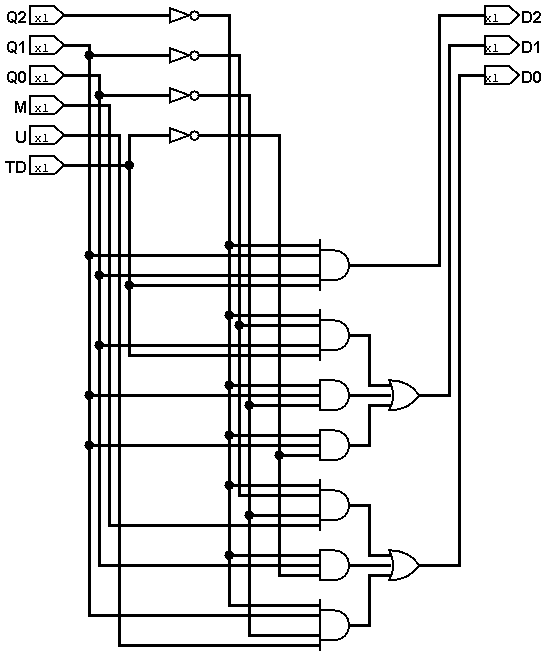 Q2 x1 x1 D2
Q1 x1 x1 D1
Q0 x1 x1 D0
M x1
U x1
TD x1